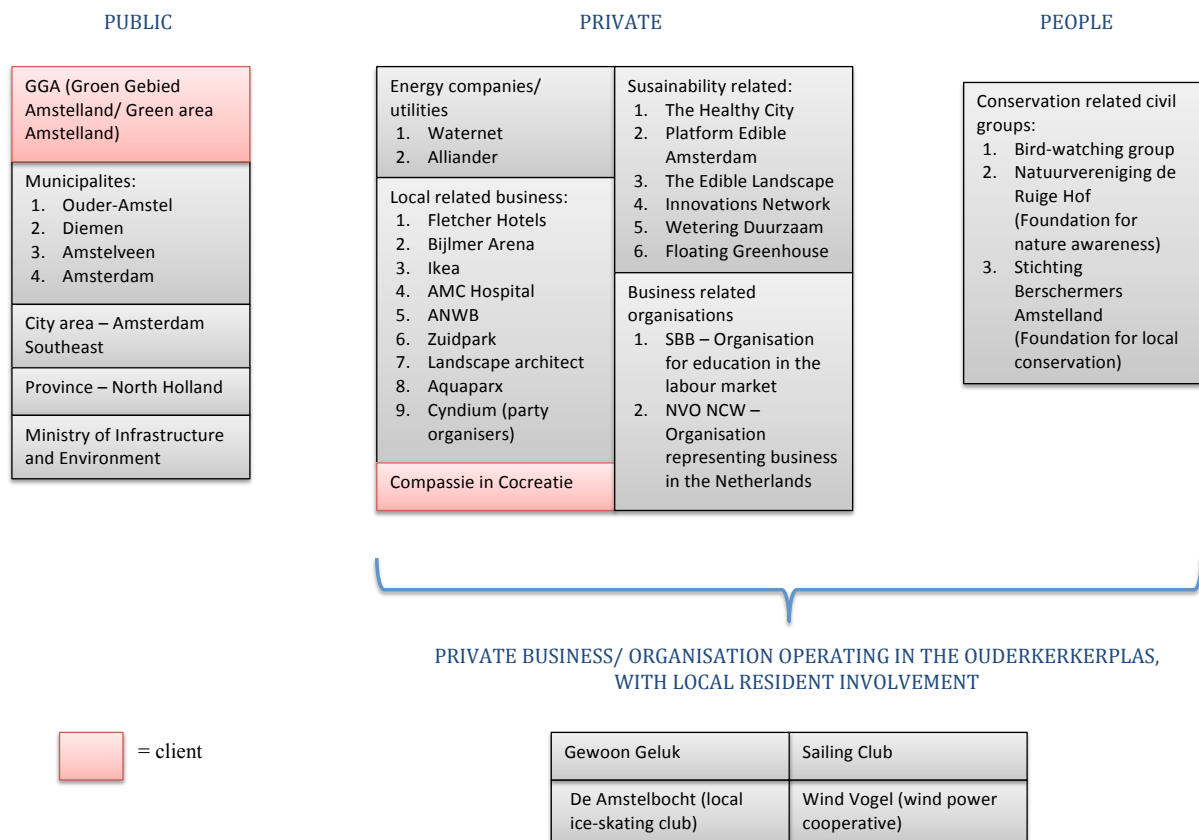 PUBLIC
GGA (Groen Gebied
Amstelland/ Green area
Amstelland)
Municipalites:
1. Ouder-Amstel
2. Diemen
3. Amstelveen
4. Amsterdam
City area – Amsterdam
Southeast
Province – North Holland
Ministry of Infrastructure
and Environment
PRIVATE
Energy companies/
utilities
1. Waternet
2. Alliander
Local related business:
1. Fletcher Hotels
2. Bijlmer Arena
3. Ikea
4. AMC Hospital
5. ANWB
6. Zuidpark
7. Landscape architect
8. Aquaparx
9. Cyndium (party
organisers)
Compassie in Cocreatie
Susainability related:
1. The Healthy City
2. Platform Edible
Amsterdam
3. The Edible Landscape
4. Innovations Network
5. Wetering Duurzaam
6. Floating Greenhouse
Business related
organisations
1. SBB – Organisation
for education in the
labour market
2. NVO NCW –
Organisation
representing business
in the Netherlands
PEOPLE
Conservation related civil
groups:
1. Bird-watching group
2. Natuurvereniging de
Ruige Hof
(Foundation for
nature awareness)
3. Stichting
Berschermers
Amstelland
(Foundation for local
conservation)
PRIVATE BUSINESS/ ORGANISATION OPERATING IN THE OUDERKERKERPLAS,
WITH LOCAL RESIDENT INVOLVEMENT
= client
Gewoon Geluk
Sailing Club
De Amstelbocht (local
ice-skating club)
Wind Vogel (wind power
cooperative)